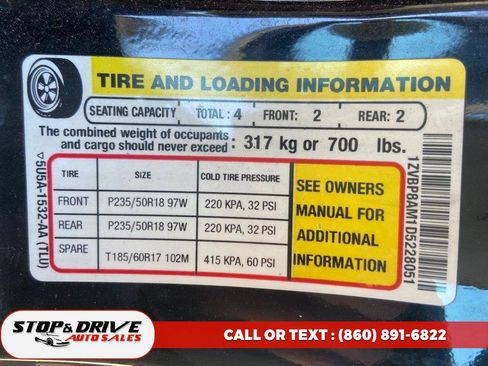 TIRE AND LOADING INFORMATION
SEATING CAPACITY TOTAL : 4 FRONT: 2 REAR: 2
The combined weight of occupants
and cargo should never exceed : 317 kg or 700 lbs.
TIRE SIZE COLD TIRE PRESSURE
FRONT P235/50R18 97W 220 KPA, 32 PSI
REAR P235/50R18 97W 220 KPA, 32 PSI
SPARE T185/60R17 102M 415 KPA, 60 PSI
SEE OWNERS
MANUAL FOR
ADDITIONAL
INFORMATION
5U5A-1532-AA (TLU)
1ZVBP8AM1D5228051
STOP & DRIVE
AUTO SALES
CALL OR TEXT : (860) 891-6822